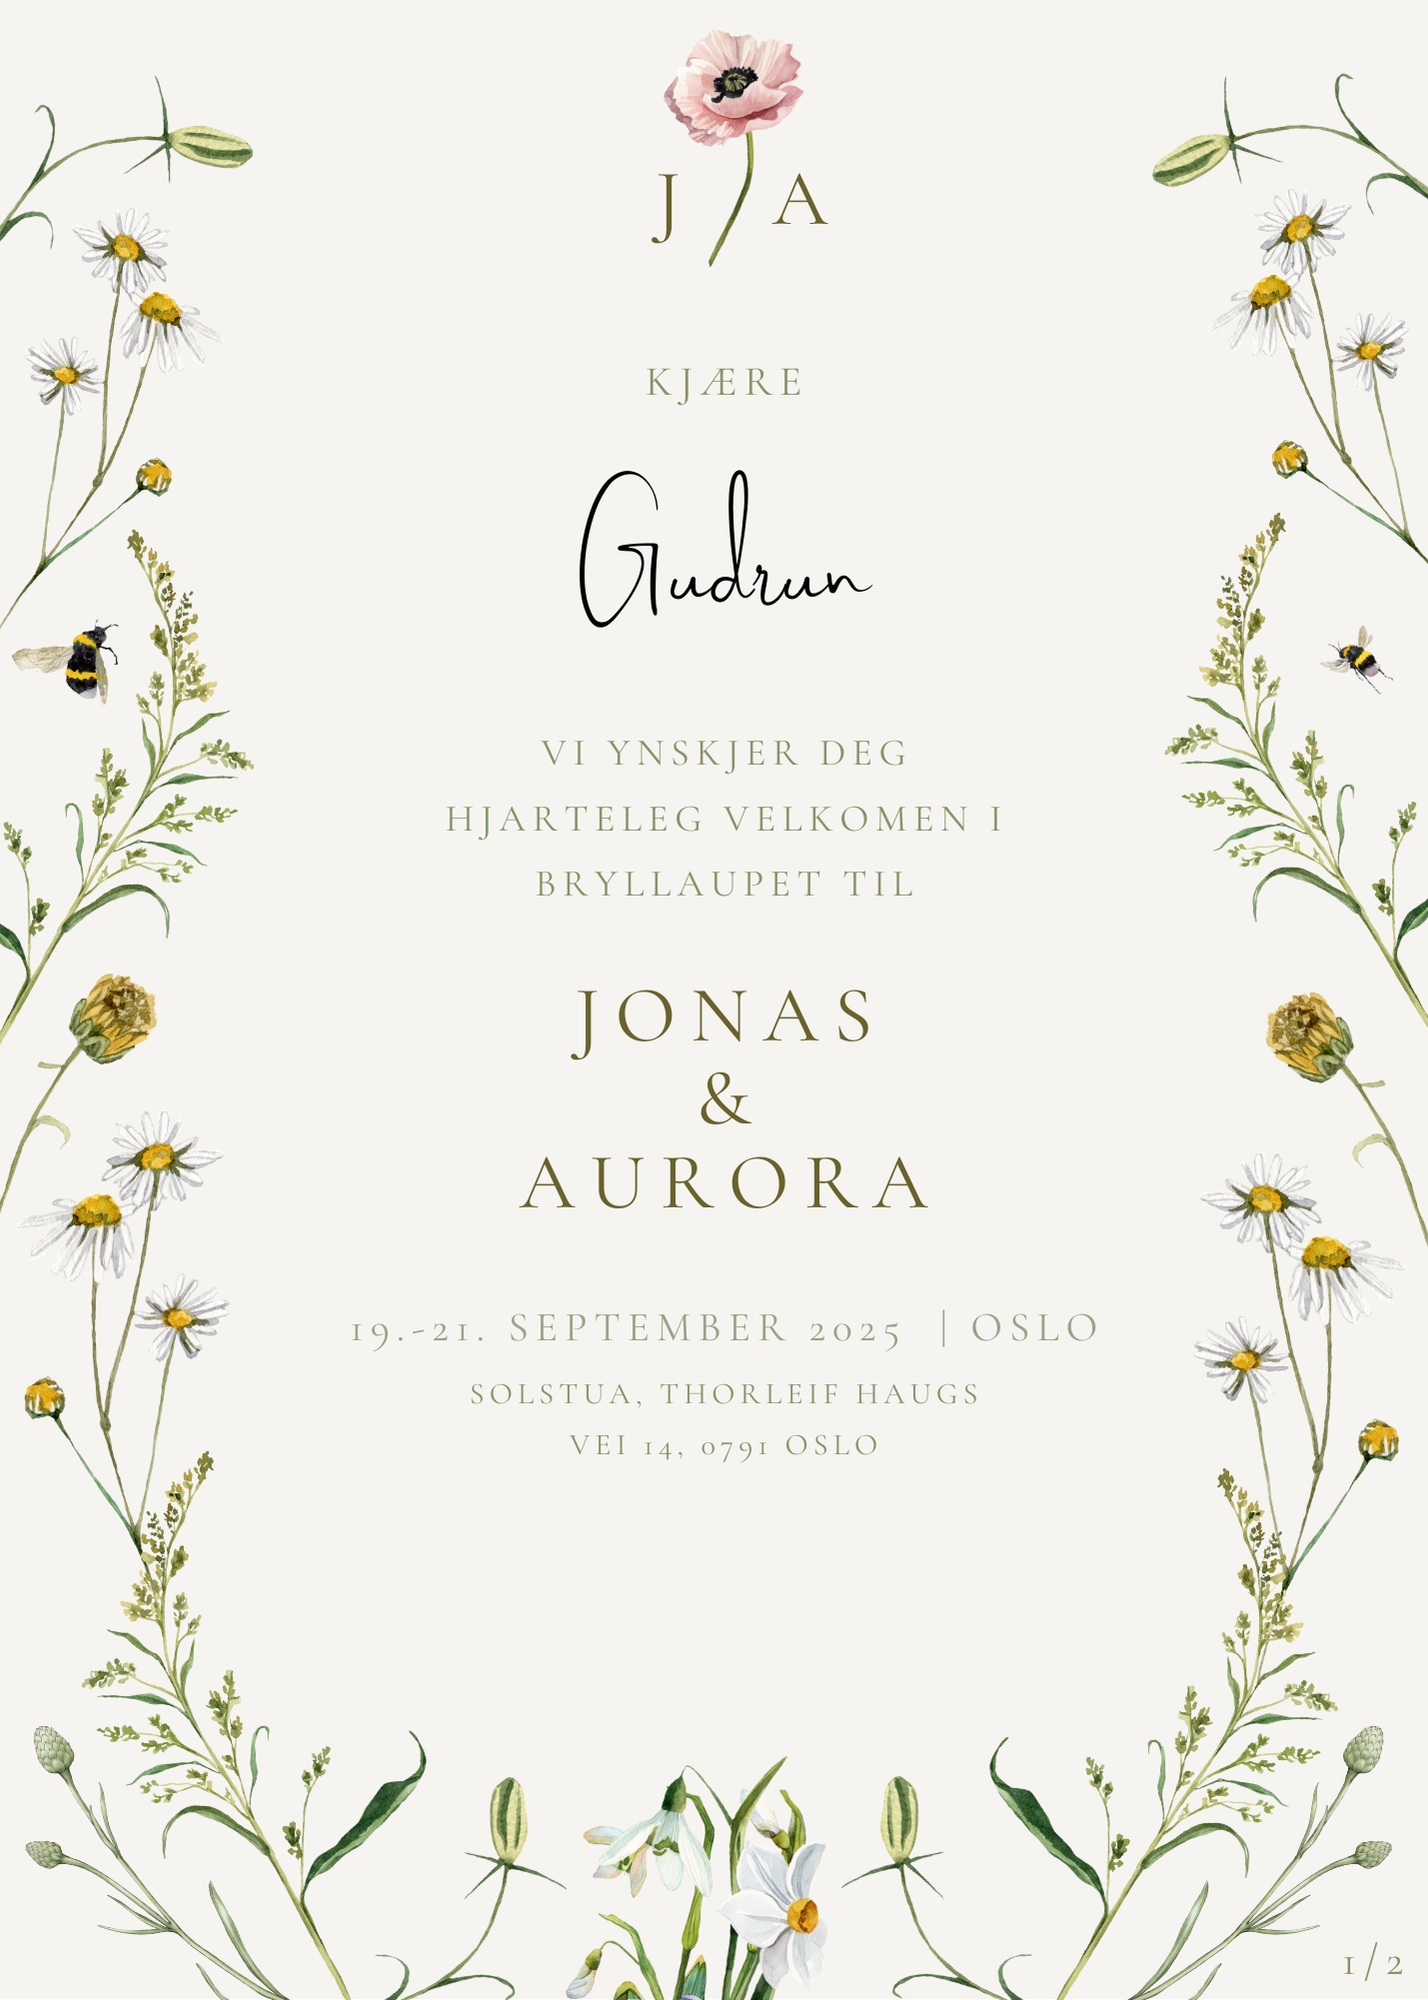 J A
KJÆRE
Gudrun
VI YNSKJER DEG
HJARTELEG VELKOMEN I
BRYLLAUPET TIL
JONAS
&
AURORA
19.-21. SEPTEMBER 2025 | OSLO
SOLSTUA, THORLEIF HAUGS
VEI 14, 0791 OSLO
1/2